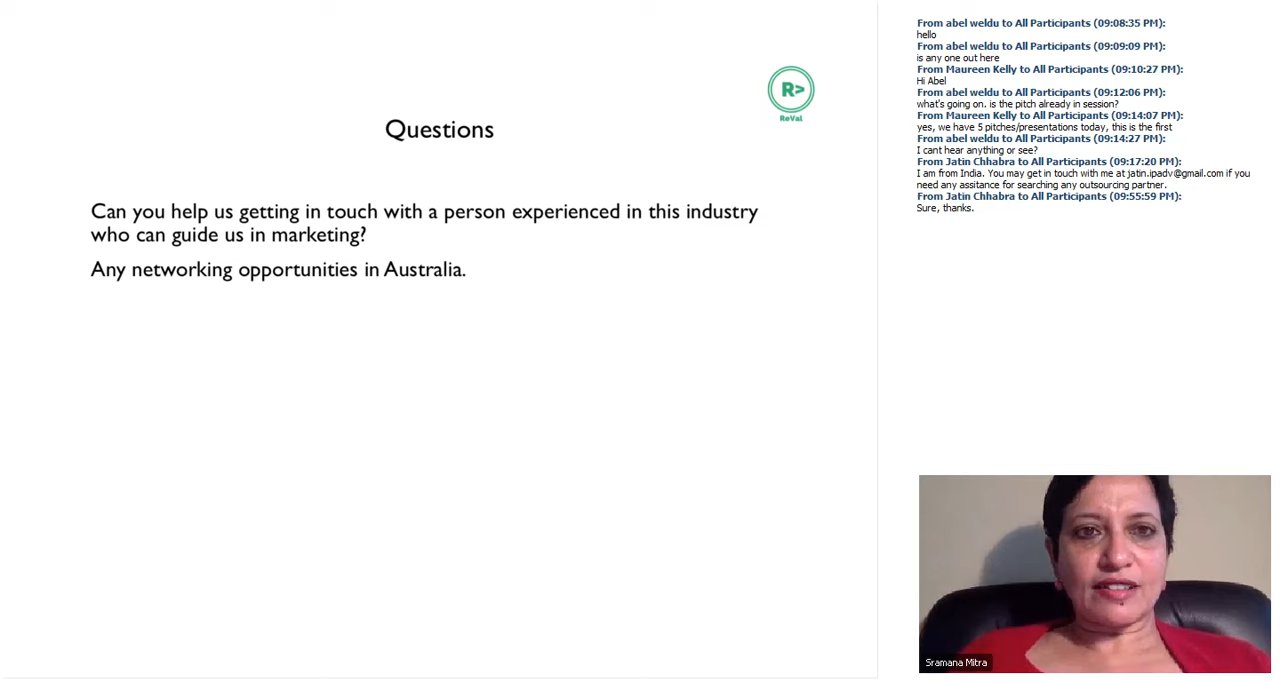 R>
ReVal
Questions
Can you help us getting in touch with a person experienced in this industry
who can guide us in marketing?
Any networking opportunities in Australia.
From abel weldu to All Participants (09:08:35 PM):
hello
From abel weldu to All Participants (09:09:09 PM):
is any one out here
From Maureen Kelly to All Participants (09:10:27 PM):
Hi Abel
From abel weldu to All Participants (09:12:06 PM):
what's going on. is the pitch already in session?
From Maureen Kelly to All Participants (09:14:07 PM):
yes, we have 5 pitches/presentations today, this is the first
From abel weldu to All Participants (09:14:27 PM):
I cant hear anything or see?
From Jatin Chhabra to All Participants (09:17:20 PM):
I am from India. You may get in touch with me at jatin.ipadv@gmail.com if you
need any assitance for searching any outsourcing partner.
From Jatin Chhabra to All Participants (09:55:59 PM):
Sure, thanks.
Sramana Mitra